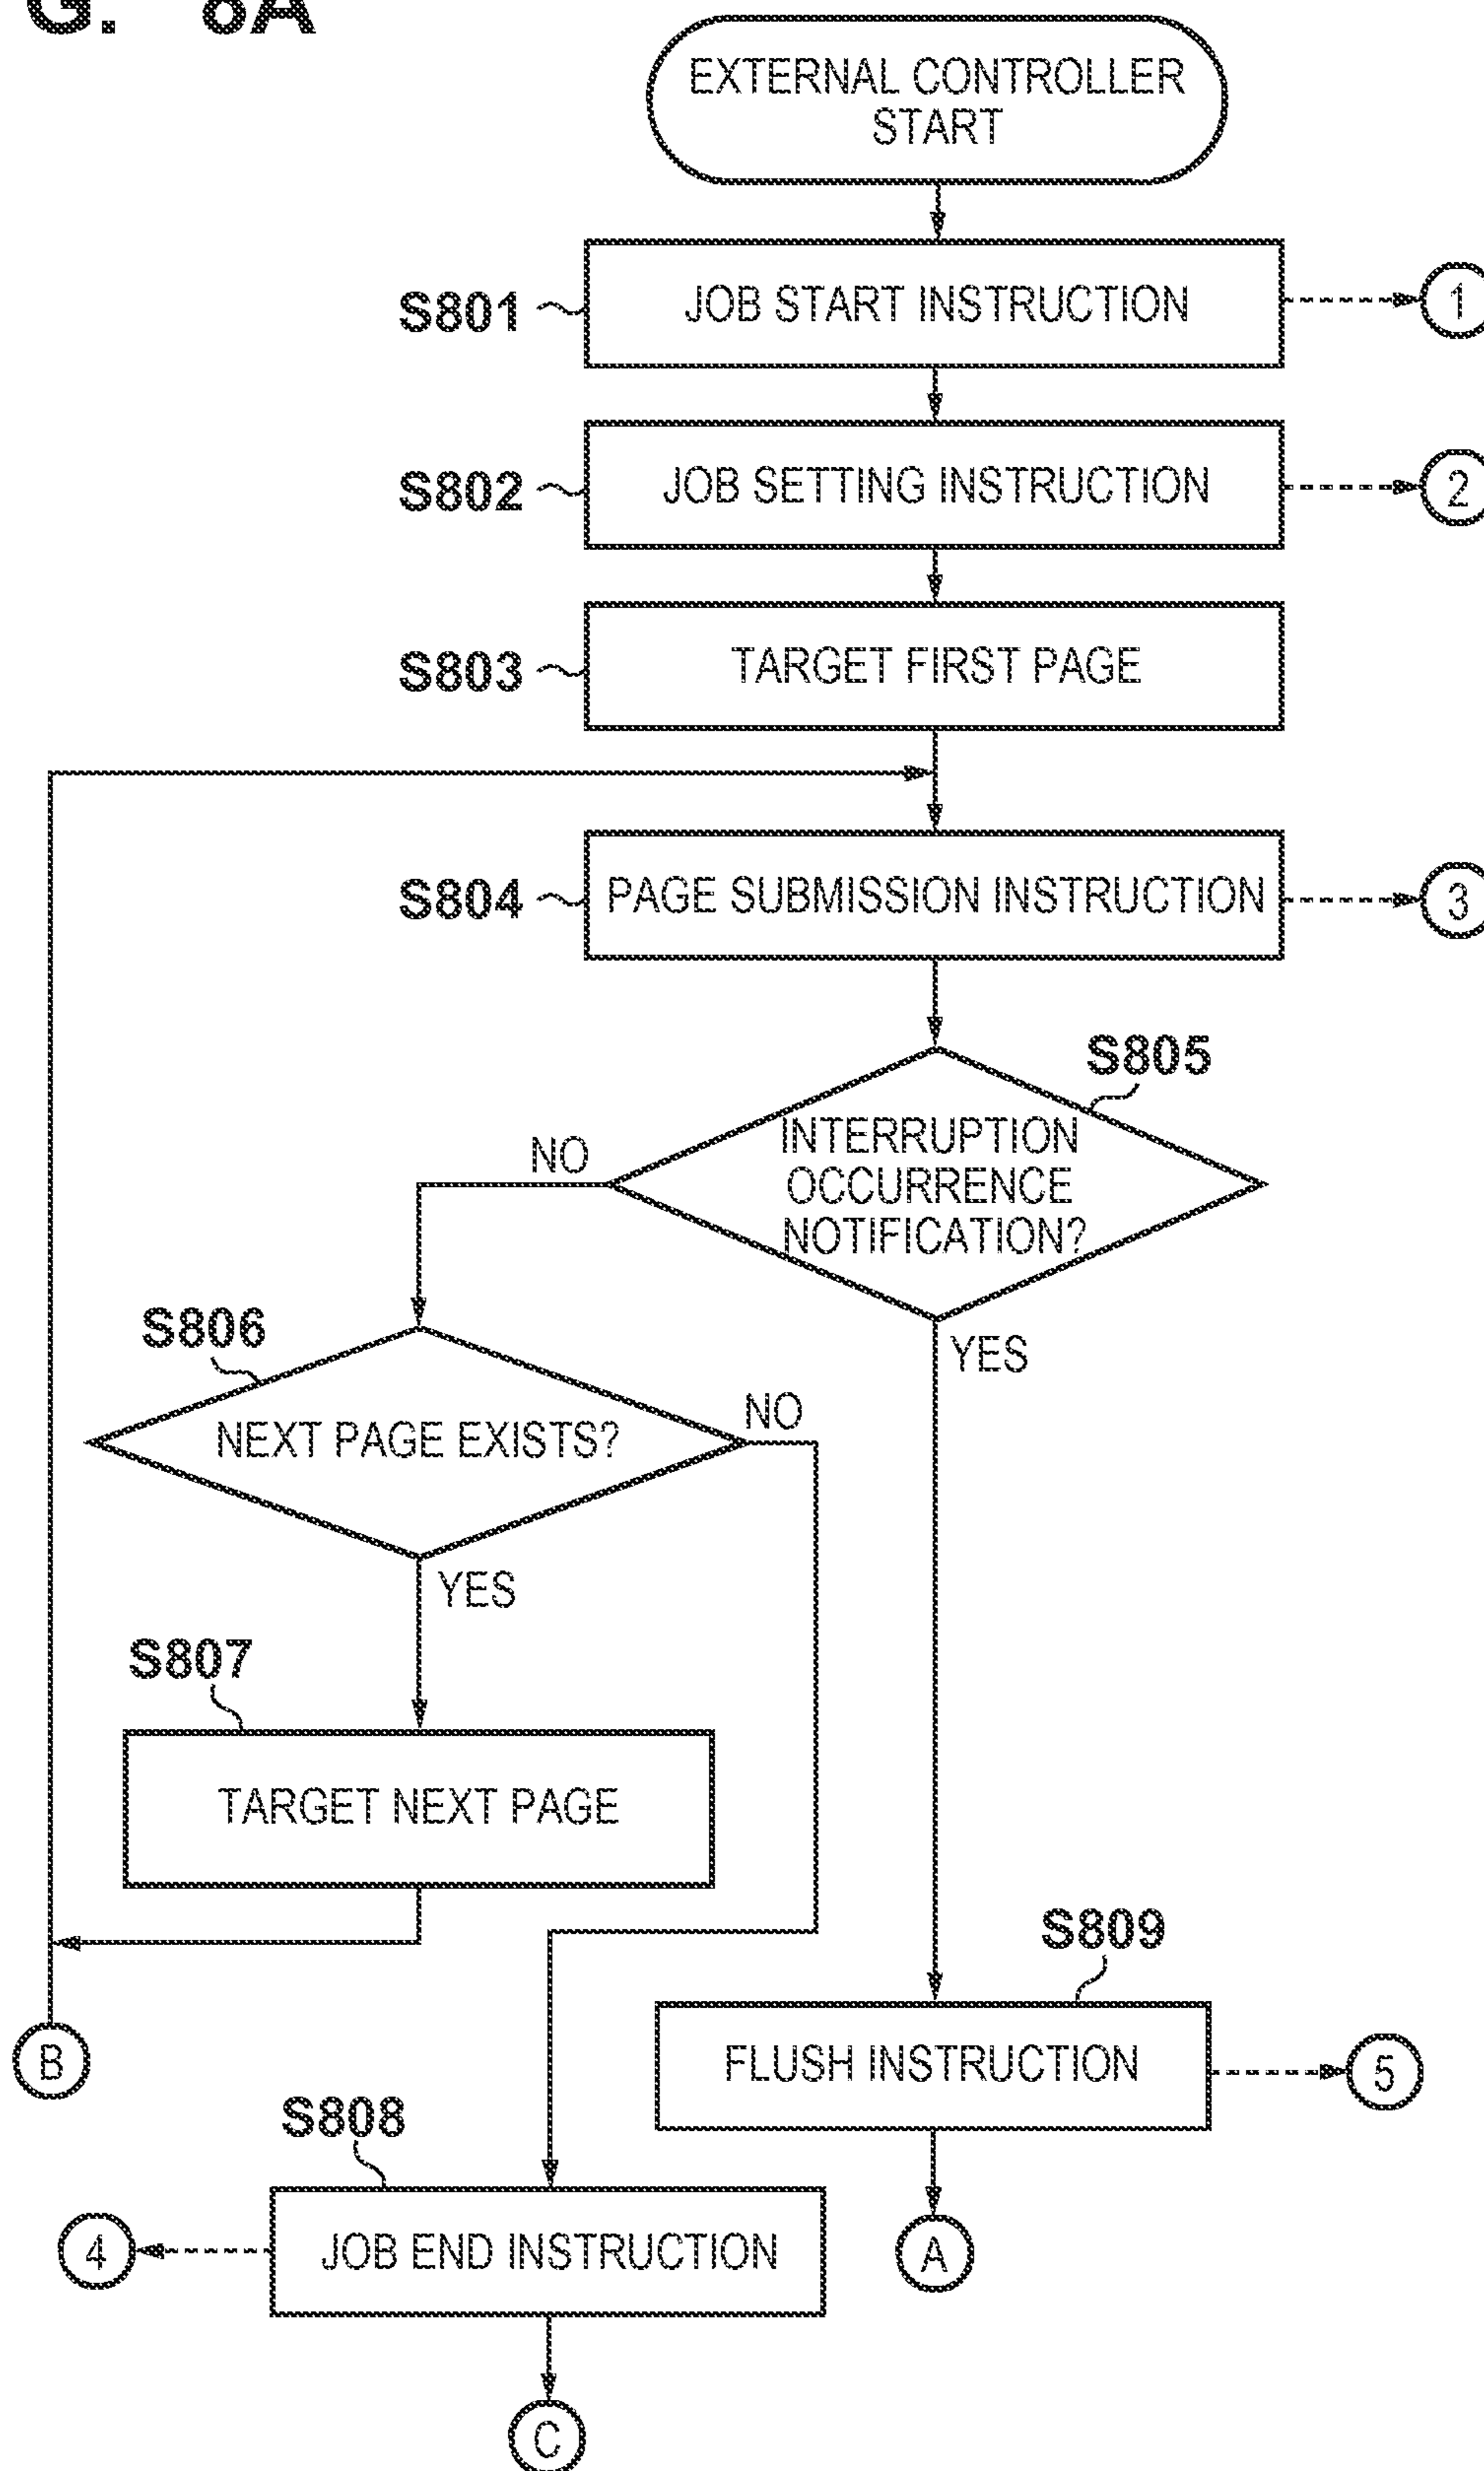 G. 8A
EXTERNAL CONTROLLER
START
S801
JOB START INSTRUCTION
1
S802
JOB SETTING INSTRUCTION
2
S803
TARGET FIRST PAGE
S804
PAGE SUBMISSION INSTRUCTION
3
S805
INTERRUPTION
OCCURRENCE
NOTIFICATION?
NO
YES
S806
NEXT PAGE EXISTS?
NO
YES
S807
TARGET NEXT PAGE
S809
FLUSH INSTRUCTION
5
B
S808
JOB END INSTRUCTION
4
A
C